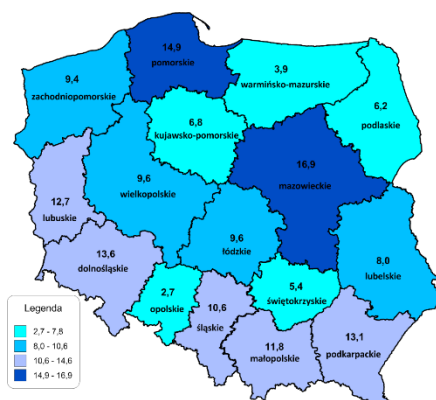 14,9
pomorskie
3,9
warmińsko-mazurskie
9,4
zachodniopomorskie
6,2
podlaskie
6,8
kujawsko-pomorskie
16,9
mazowieckie
9,6
wielkopolskie
12,7
lubuskie
9,6
łódzkie
8,0
lubelskie
13,6
dolnośląskie
2,7
opolskie
5,4
świętokrzyskie
10,6
śląskie
11,8
małopolskie
13,1
podkarpackie
Legenda
2,7 - 7,8
8,0 - 10,6
10,6 - 14,6
14,9 - 16,9